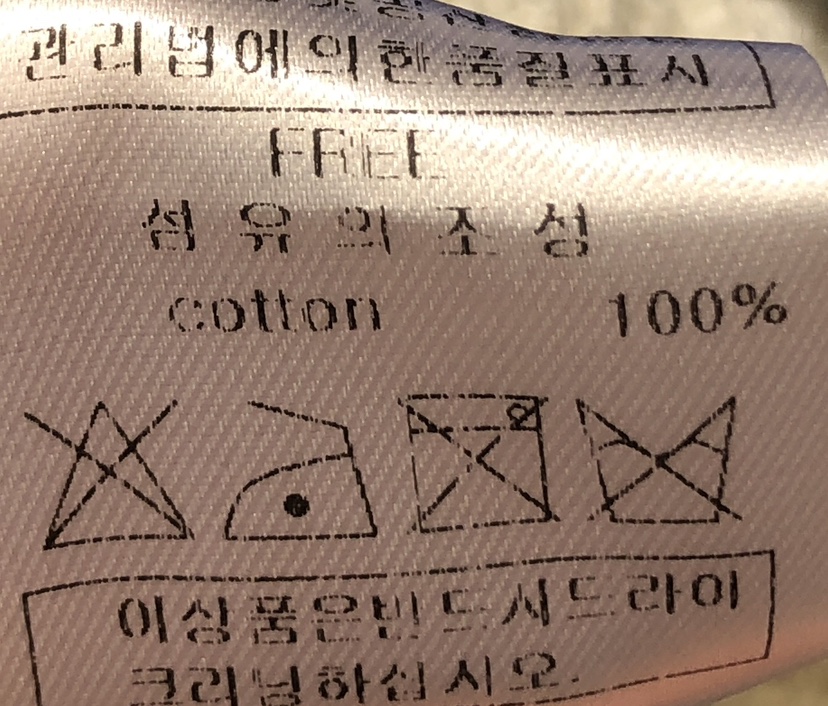 관리법에의한품질표시
FREE
섬유의조성
cotton 100%
이상품은반드시드라이
크리닝하십시오.